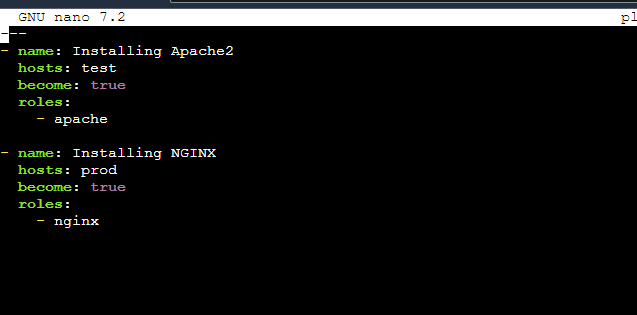 GNU nano 7.2 pl
---
- name: Installing Apache2
  hosts: test
  become: true
  roles:
    - apache

- name: Installing NGINX
  hosts: prod
  become: true
  roles:
    - nginx